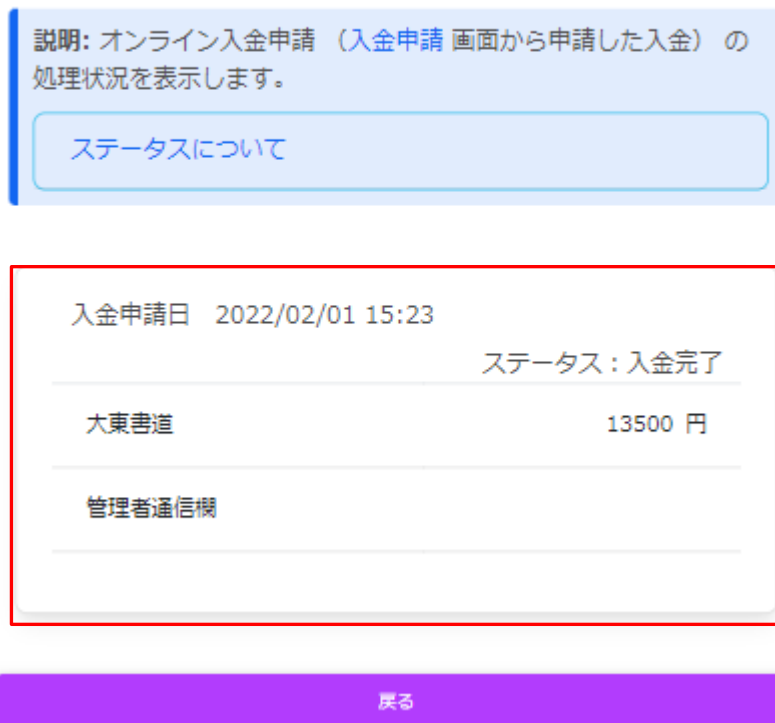 説明: オンライン入金申請 （入金申請 画面から申請した入金） の
処理状況を表示します。
ステータスについて
入金申請日 2022/02/01 15:23
ステータス：入金完了
大東書道 13500 円
管理者通信欄
戻る